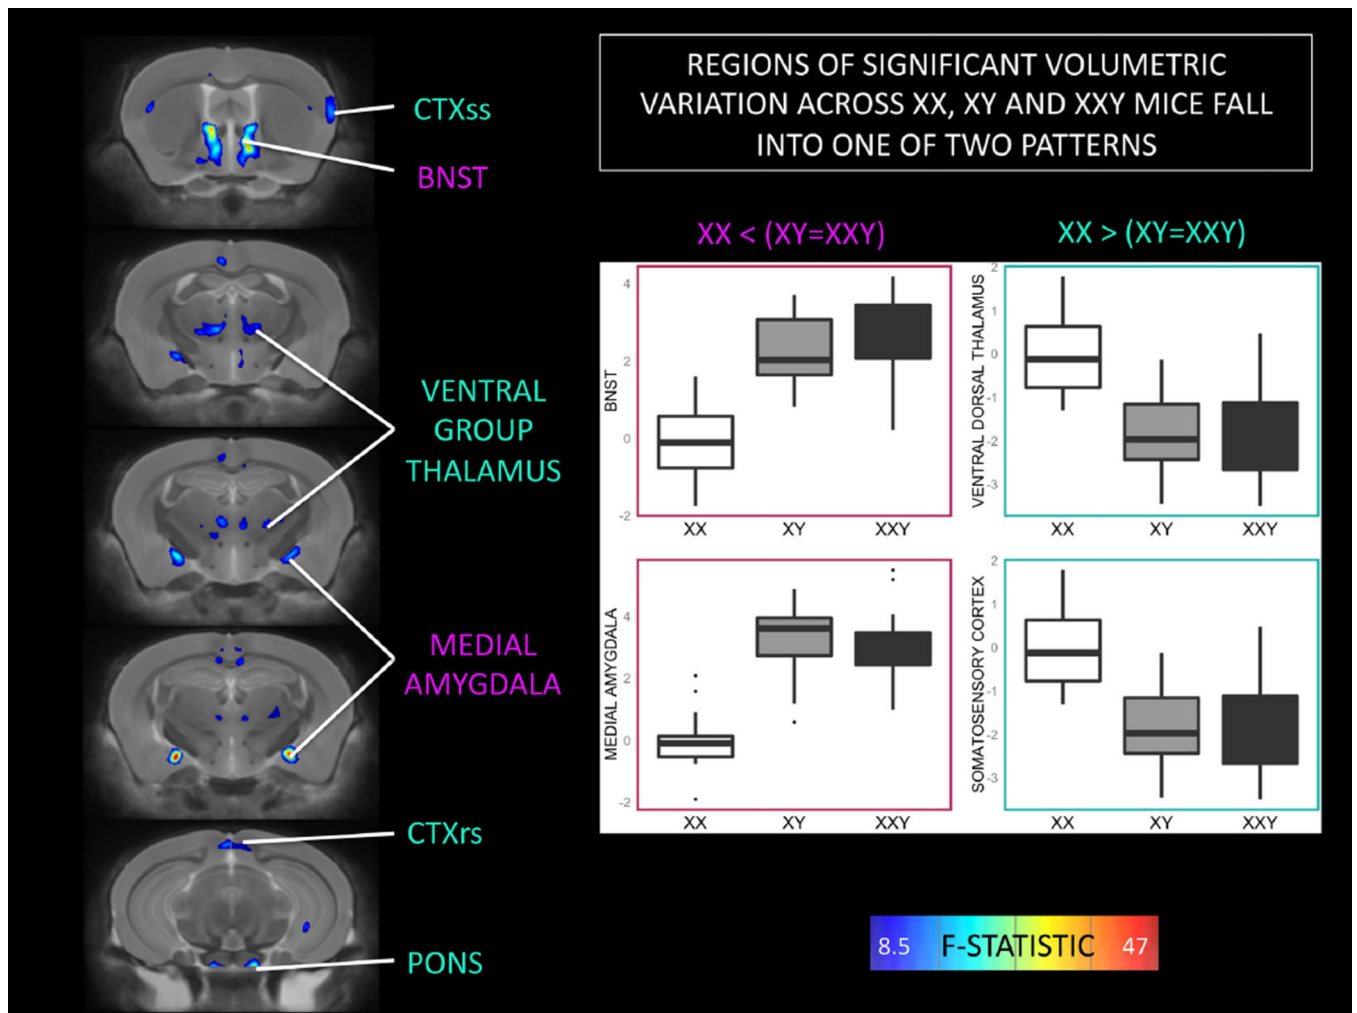 REGIONS OF SIGNIFICANT VOLUMETRIC
VARIATION ACROSS XX, XY AND XXY MICE FALL
INTO ONE OF TWO PATTERNS
CTXss
BNST
VENTRAL
GROUP
THALAMUS
MEDIAL
AMYGDALA
CTXrs
PONS
XX < (XY=XXY)
XX > (XY=XXY)
BNST
4
2
0
-2
XX XY XXY
VENTRAL DORSAL THALAMUS
2
1
0
-1
-2
-3
XX XY XXY
MEDIAL AMYGDALA
4
2
0
-2
XX XY XXY
SOMATOSENSORY CORTEX
2
1
0
-1
-2
-3
XX XY XXY
8.5 F-STATISTIC 47